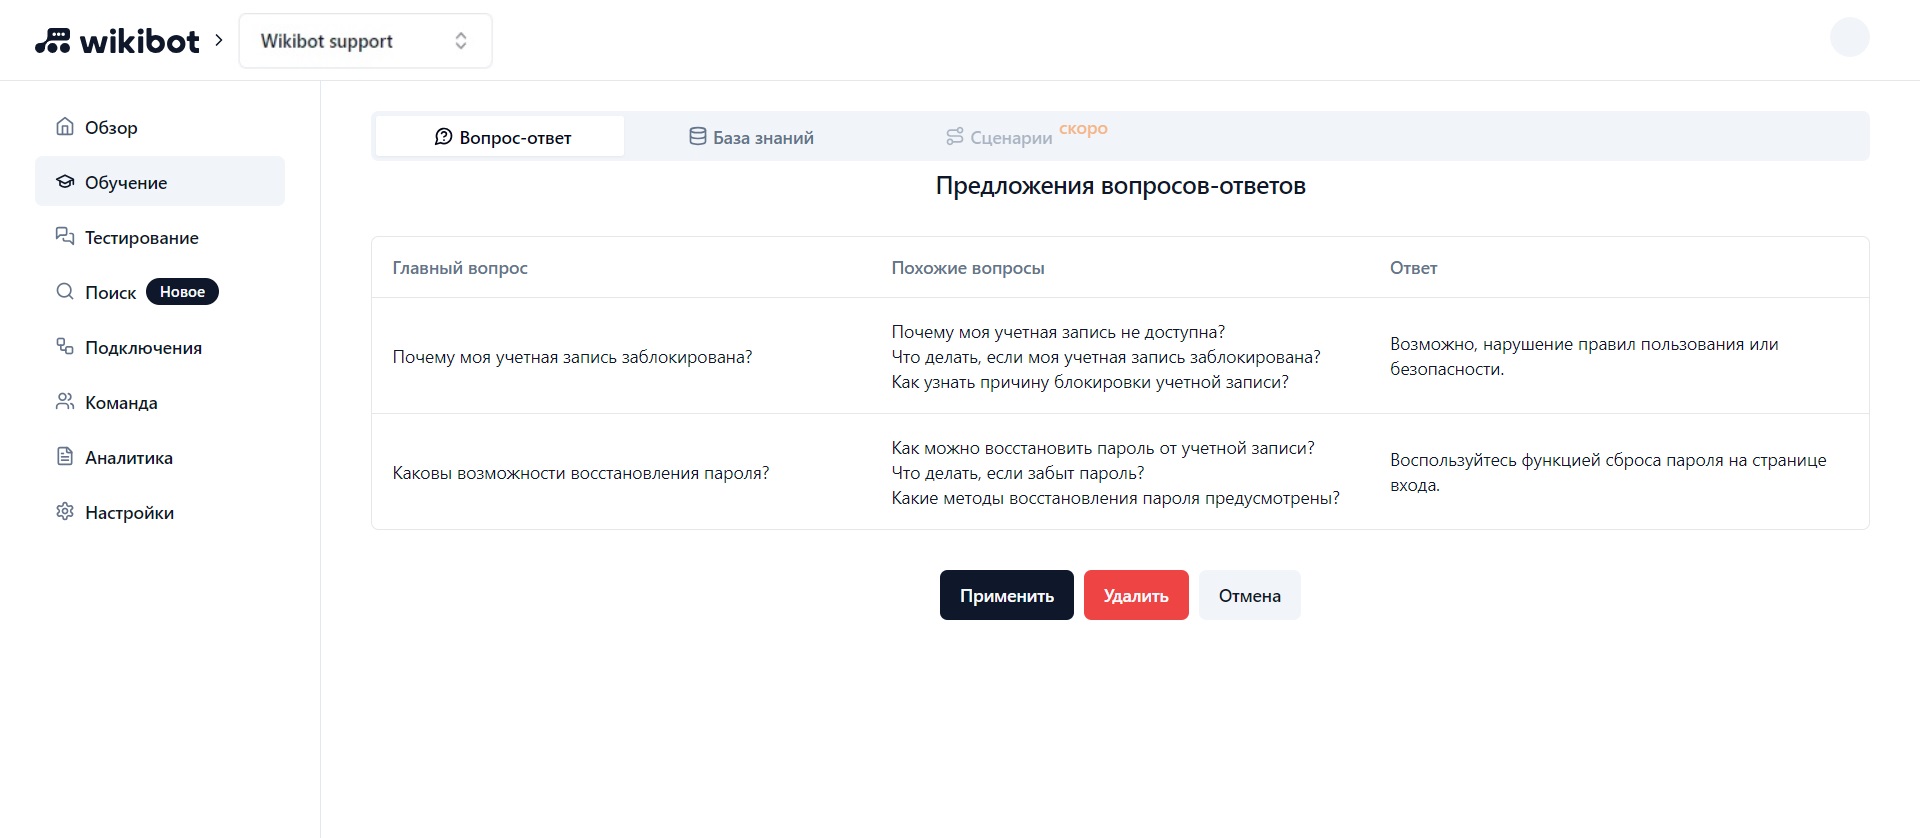 wikibot
Wikibot support
Обзор
Обучение
Тестирование
Поиск Новое
Подключения
Команда
Аналитика
Настройки
Вопрос-ответ
База знаний
Сценарии скоро
Предложения вопросов-ответов
Главный вопрос
Похожие вопросы
Ответ
Почему моя учетная запись заблокирована?
Почему моя учетная запись не доступна?
Что делать, если моя учетная запись заблокирована?
Как узнать причину блокировки учетной записи?
Возможно, нарушение правил пользования или
безопасности.
Каковы возможности восстановления пароля?
Как можно восстановить пароль от учетной записи?
Что делать, если забыт пароль?
Какие методы восстановления пароля предусмотрены?
Воспользуйтесь функцией сброса пароля на странице
входа.
Применить
Удалить
Отмена